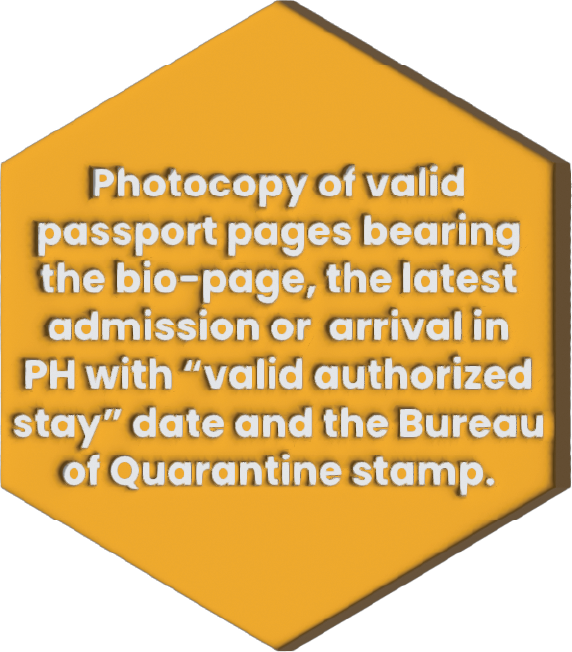 Photocopy of valid
passport pages bearing
the bio-page, the latest
admission or arrival in
PH with “valid authorized
stay” date and the Bureau
of Quarantine stamp.